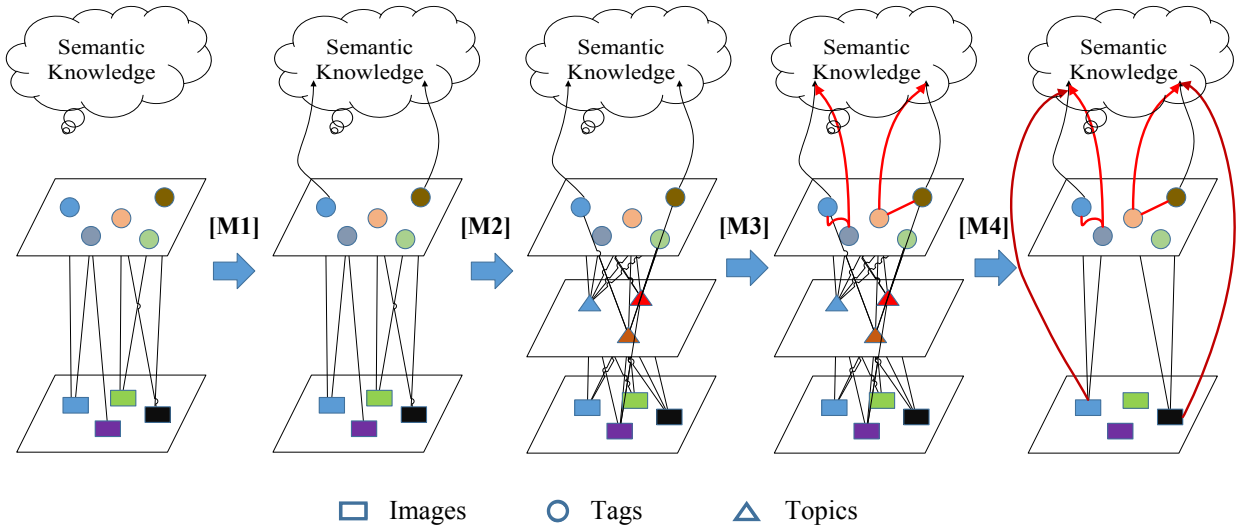 Semantic
Knowledge
Semantic
Knowledge
Semantic
Knowledge
Semantic
Knowledge
Semantic
Knowledge
[M1]
[M2]
[M3]
[M4]
Images
Tags
Topics